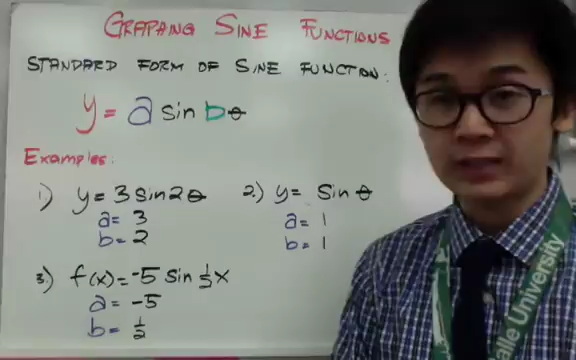 GRAPHING SINE FUNCTIONS
STANDARD FORM OF SINE FUNCTION:
y = a sin bθ
Examples:
1) y = 3 sin 2θ
a = 3
b = 2
2.) y = sin θ
a = 1
b = 1
3.) f(x) = -5 sin ½x
a = -5
b = ½
University